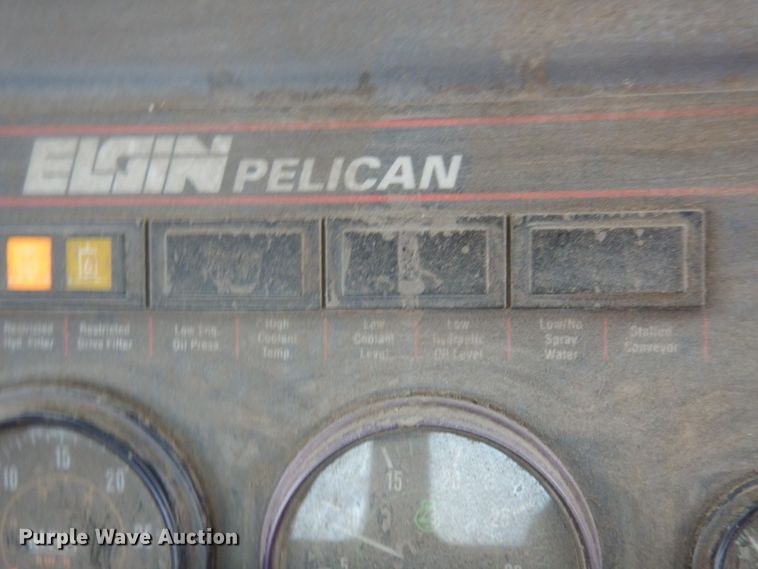 ELGIN PELICAN
Restricted Hyd. Filter
Restricted Drive Filter
Low Eng. Oil Press.
High Coolant Temp.
Low Coolant Level
Low Hydraulic Oil Level
Low/No Spray Water
Stalled Conveyor
10 15 20
15
Purple Wave Auction